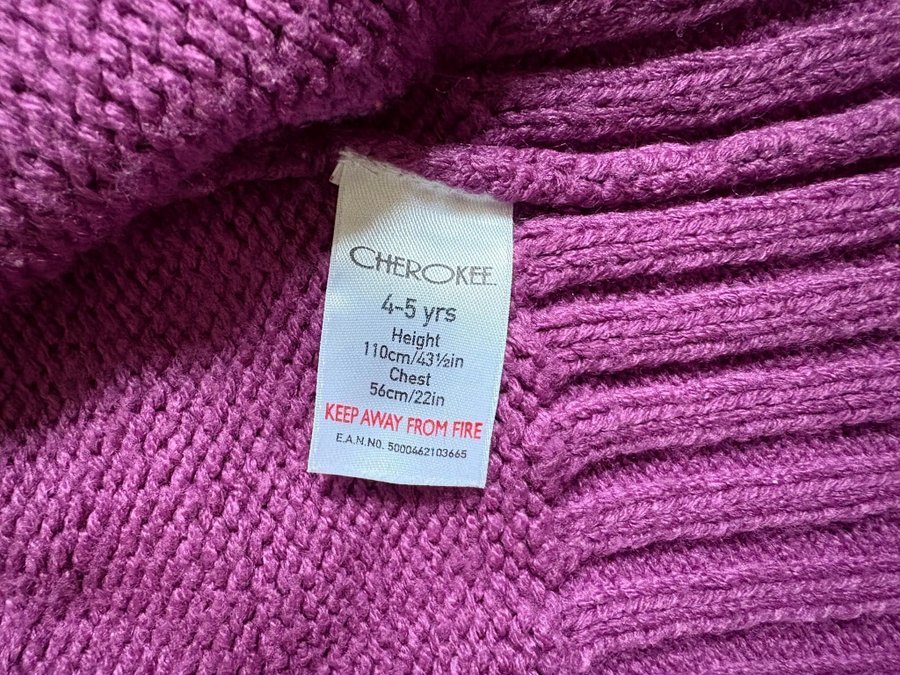 CHEROKEE
4-5 yrs
Height
110cm/43½in
Chest
56cm/22in
KEEP AWAY FROM FIRE
E.A.N.NO. 5000462103665